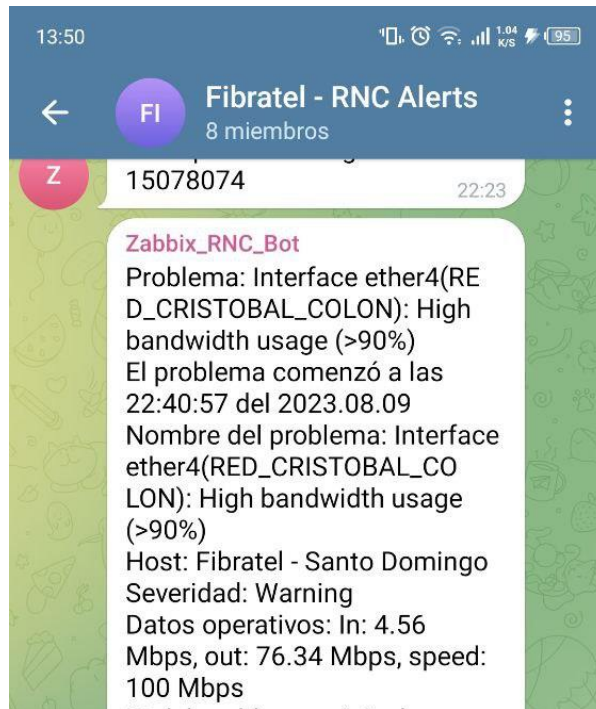 13:50
1.04 K/S 95
FI
Fibratel - RNC Alerts
8 miembros
Z
15078074
22:23
Zabbix_RNC_Bot
Problema: Interface ether4(RE
D_CRISTOBAL_COLON): High
bandwidth usage (>90%)
El problema comenzó a las
22:40:57 del 2023.08.09
Nombre del problema: Interface
ether4(RED_CRISTOBAL_CO
LON): High bandwidth usage
(>90%)
Host: Fibratel - Santo Domingo
Severidad: Warning
Datos operativos: In: 4.56
Mbps, out: 76.34 Mbps, speed:
100 Mbps